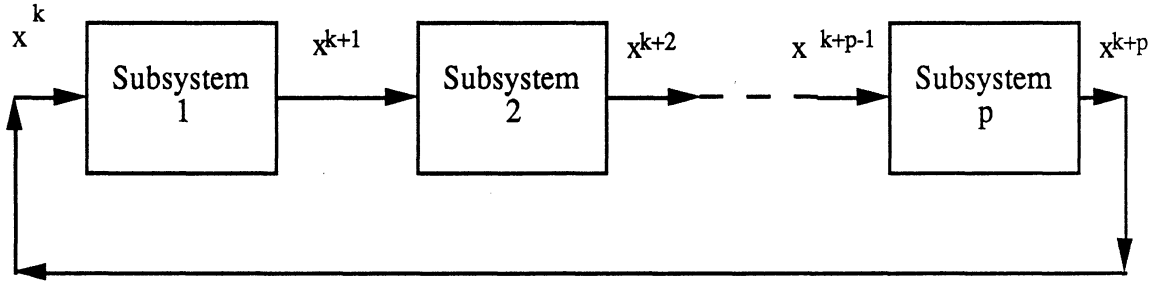 x^k
Subsystem
1
x^{k+1}
Subsystem
2
x^{k+2}
x^{k+p-1}
Subsystem
p
x^{k+p}